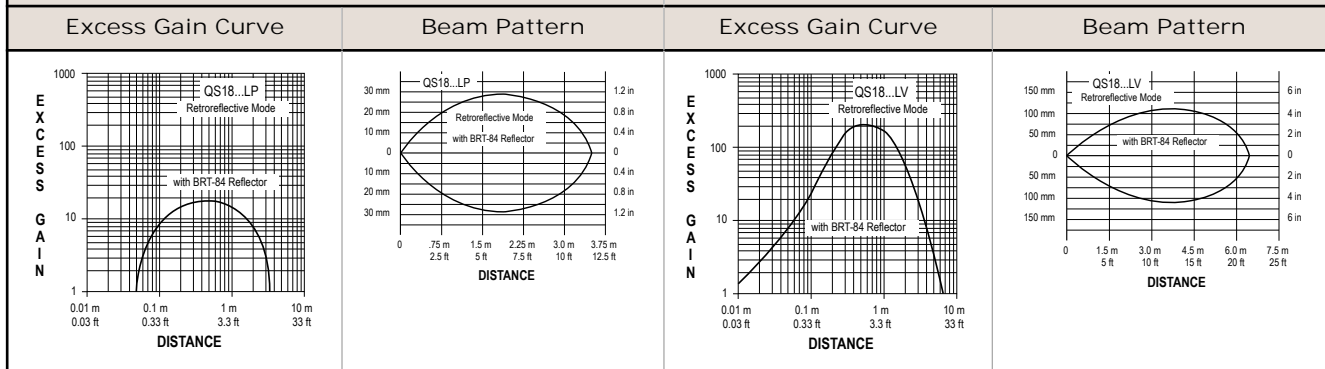 Excess Gain Curve
Beam Pattern
Excess Gain Curve
Beam Pattern
1000
100
10
1
E
X
C
E
S
S
G
A
I
N
QS18...LP
Retroreflective Mode
with BRT-84 Reflector
0.01 m 0.1 m 1 m 10 m
0.03 ft 0.33 ft 3.3 ft 33 ft
DISTANCE
30 mm
20 mm
10 mm
0
10 mm
20 mm
30 mm
QS18...LP
Retroreflective Mode
with BRT-84 Reflector
1.2 in
0.8 in
0.4 in
0
0.4 in
0.8 in
1.2 in
0 .75 m 1.5 m 2.25 m 3.0 m 3.75 m
2.5 ft 5 ft 7.5 ft 10 ft 12.5 ft
DISTANCE
1000
100
10
1
E
X
C
E
S
S
G
A
I
N
QS18...LV
Retroreflective Mode
with BRT-84 Reflector
0.01 m 0.1 m 1 m 10 m
0.03 ft 0.33 ft 3.3 ft 33 ft
DISTANCE
150 mm
100 mm
50 mm
0
50 mm
100 mm
150 mm
QS18...LV
Retroreflective Mode
with BRT-84 Reflector
6 in
4 in
2 in
0
2 in
4 in
6 in
0 1.5 m 3.0 m 4.5 m 6.0 m 7.5 m
5 ft 10 ft 15 ft 20 ft 25 ft
DISTANCE